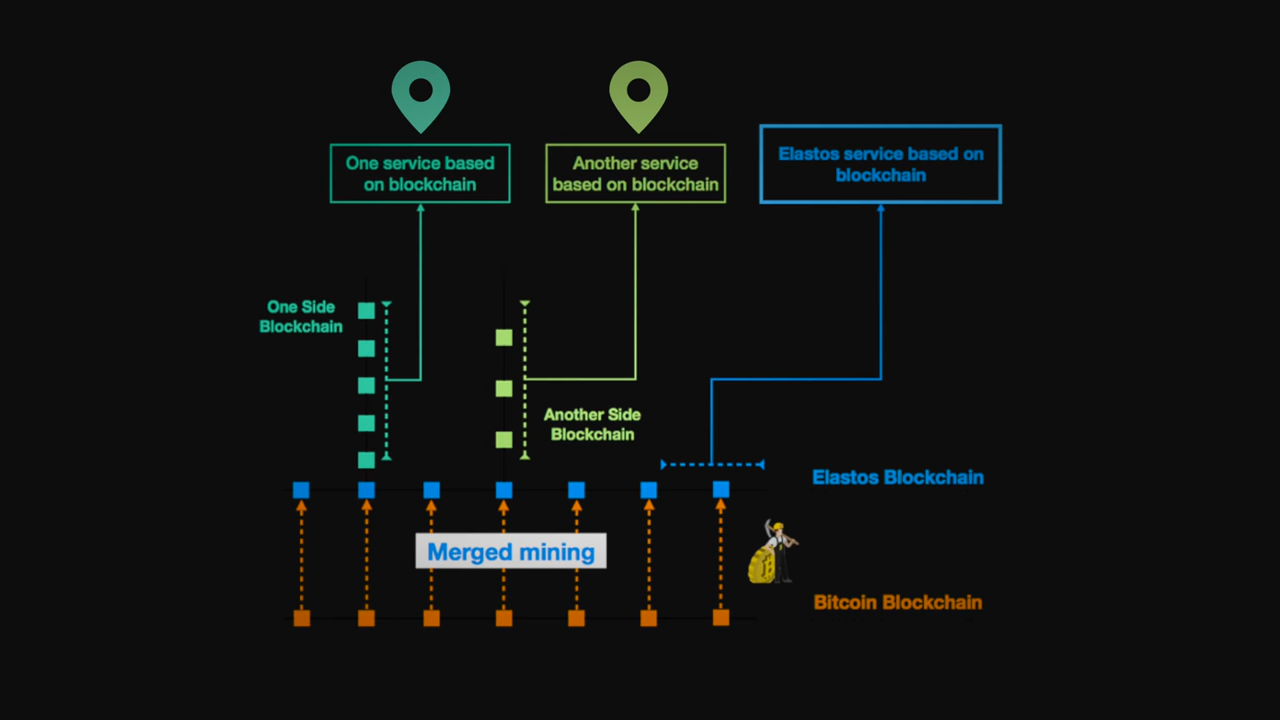 One service based
on blockchain
Another service
based on blockchain
Elastos service based on
blockchain
One Side
Blockchain
Another Side
Blockchain
Elastos Blockchain
Merged mining
Bitcoin Blockchain